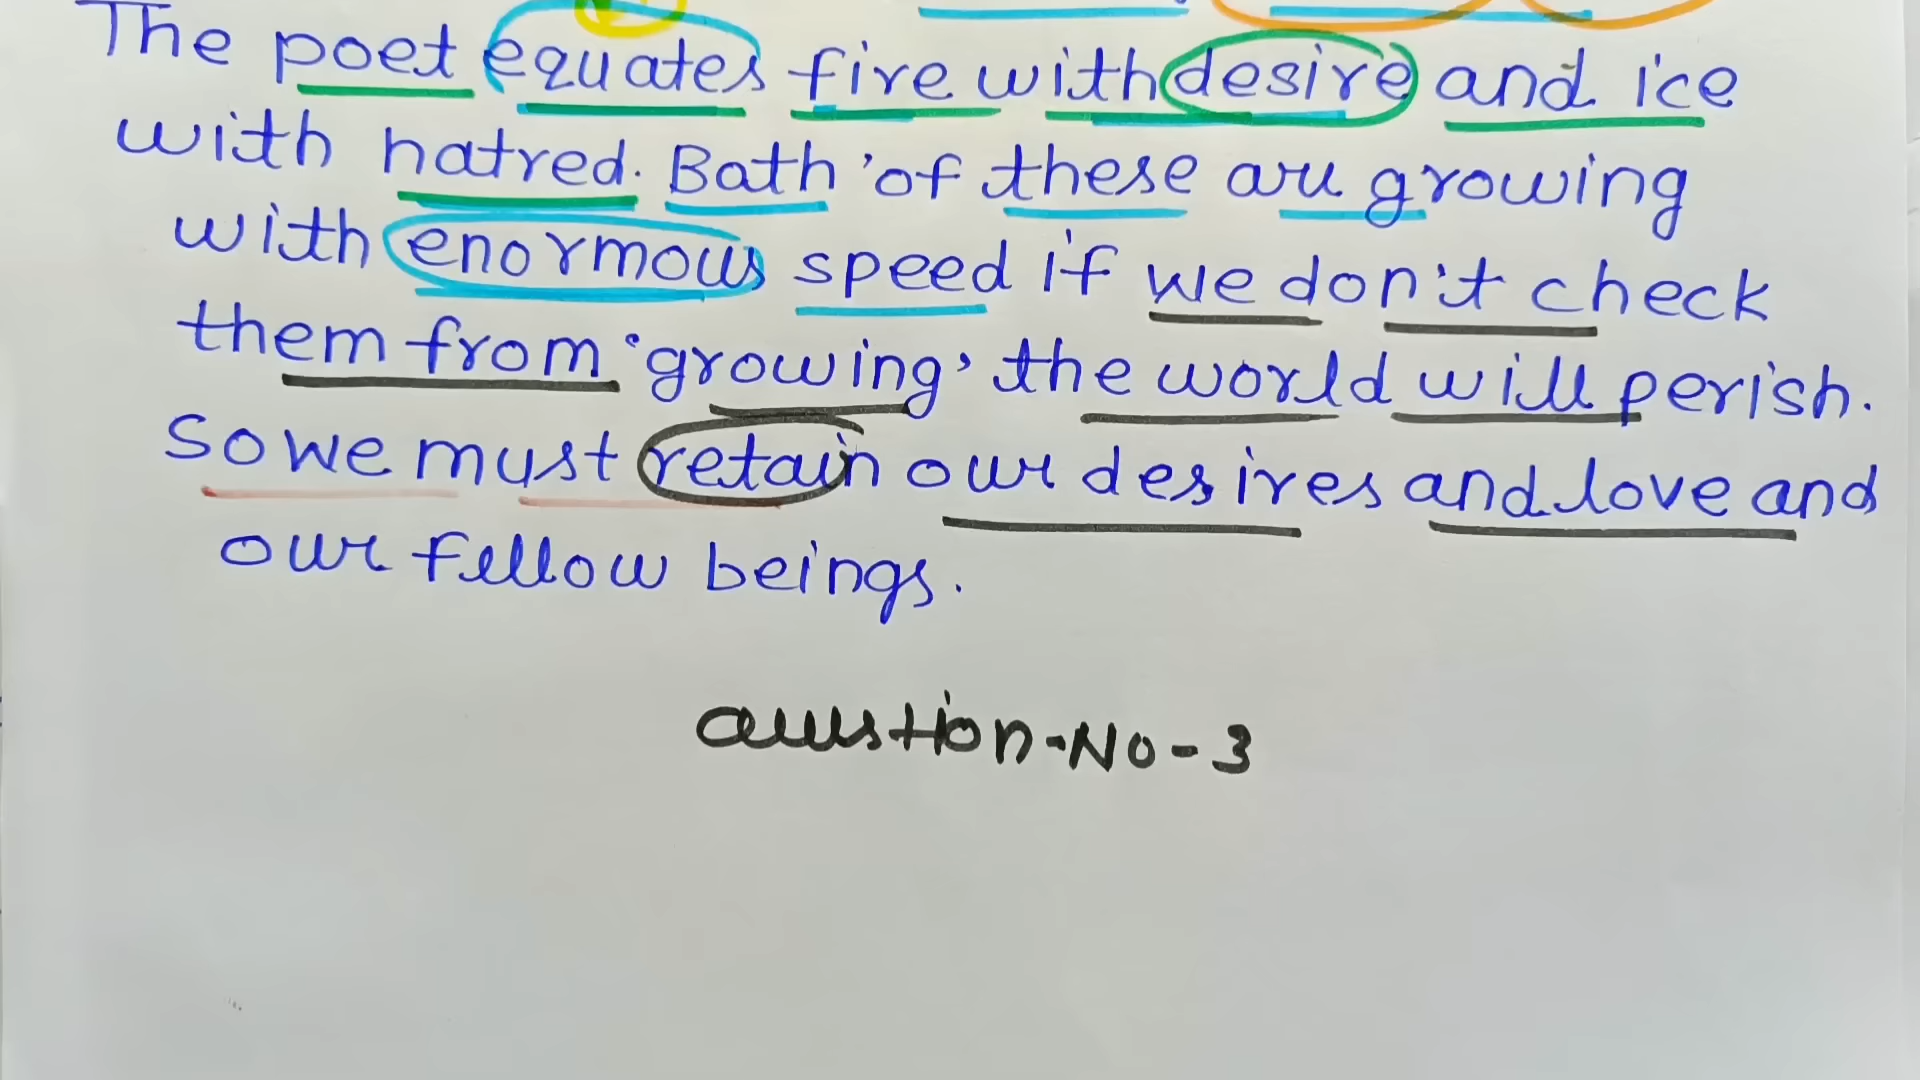 The poet equates fire with desire and ice
with hatred. Bath 'of these are growing
with enormous speed if we don't check
them from 'growing' the world will perish.
So we must retain our desires and love and
our fellow beings.
Question-No-3